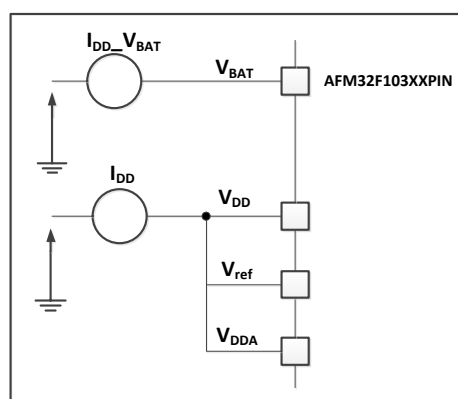 I_DD_V_BAT
V_BAT
AFM32F103XXPIN
I_DD
V_DD
V_ref
V_DDA